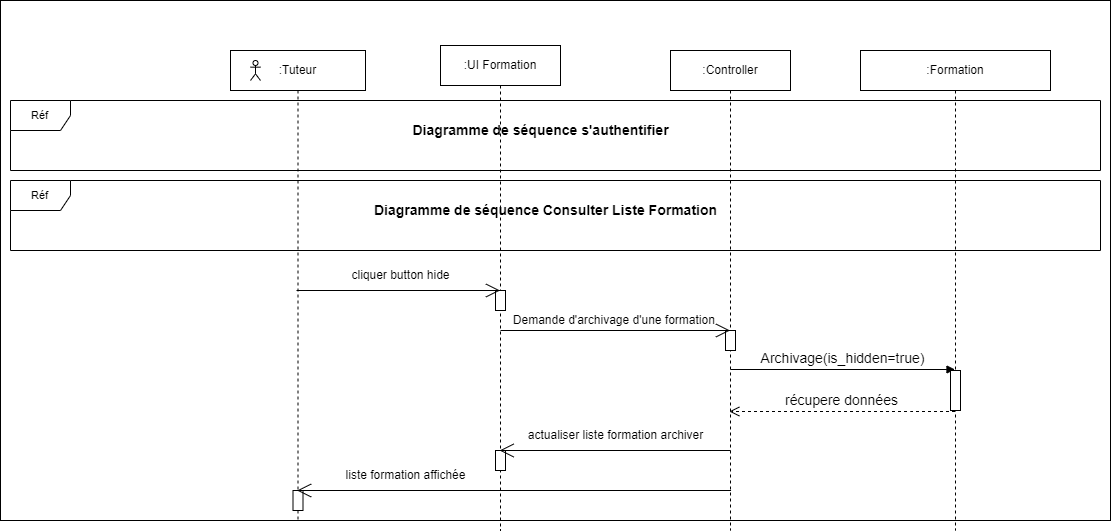 :Tuteur
:UI Formation
:Controller
:Formation
Réf
Diagramme de séquence s'authentifier
Réf
Diagramme de séquence Consulter Liste Formation
cliquer button hide
Demande d'archivage d'une formation
Archivage(is_hidden=true)
récupere données
actualiser liste formation archiver
liste formation affichée